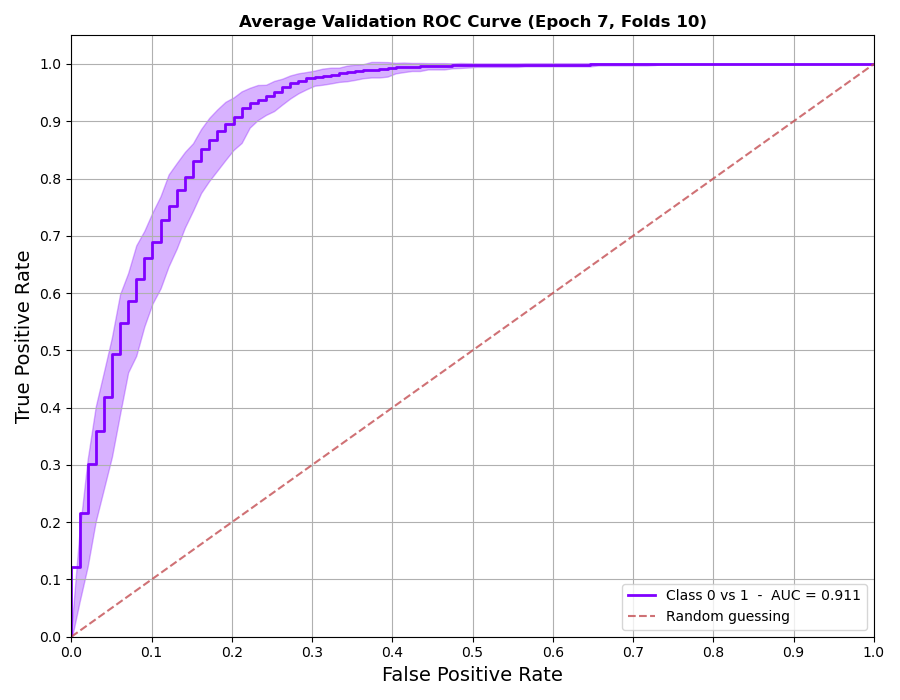 Average Validation ROC Curve (Epoch 7, Folds 10)
True Positive Rate
1.0
0.9
0.8
0.7
0.6
0.5
0.4
0.3
0.2
0.1
0.0
Class 0 vs 1 - AUC = 0.911
Random guessing
0.0 0.1 0.2 0.3 0.4 0.5 0.6 0.7 0.8 0.9 1.0
False Positive Rate